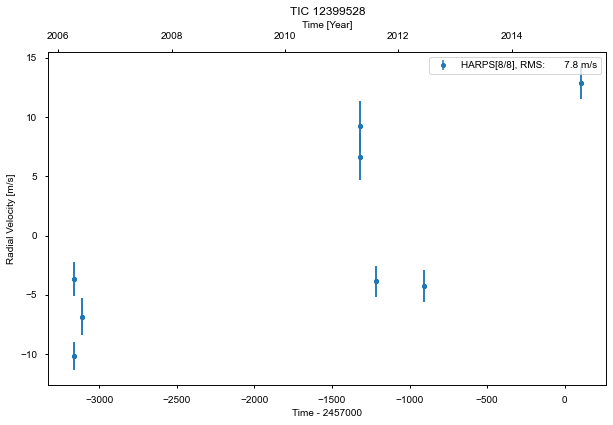 TIC 12399528
Time [Year]
2006 2008 2010 2012 2014
HARPS[8/8], RMS: 7.8 m/s
15
10
5
0
−5
−10
Radial Velocity [m/s]
−3000 −2500 −2000 −1500 −1000 −500 0
Time - 2457000